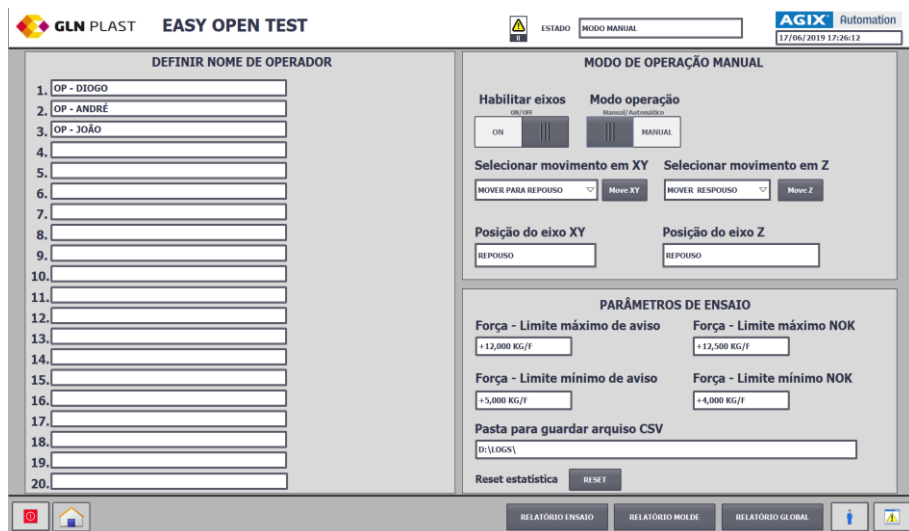 GLN PLAST EASY OPEN TEST
0 ESTADO MODO MANUAL
AGIX Automation
17/06/2019 17:26:12
DEFINIR NOME DE OPERADOR
1. OP - DIOGO
2. OP - ANDRÉ
3. OP - JOÃO
4.
5.
6.
7.
8.
9.
10.
11.
12.
13.
14.
15.
16.
17.
18.
19.
20.
MODO DE OPERAÇÃO MANUAL
Habilitar eixos Modo operação
ON/OFF Manual/Automático
ON MANUAL
Selecionar movimento em XY Selecionar movimento em Z
MOVER PARA REPOUSO Move XY MOVER RESPOUSO Move Z
Posição do eixo XY Posição do eixo Z
REPOUSO REPOUSO
PARÂMETROS DE ENSAIO
Força - Limite máximo de aviso Força - Limite máximo NOK
+12,000 KG/F +12,500 KG/F
Força - Limite mínimo de aviso Força - Limite mínimo NOK
+5,000 KG/F +4,000 KG/F
Pasta para guardar arquiso CSV
D:\LOGS\
Reset estatistica RESET
RELATÓRIO ENSAIO RELATÓRIO MOLDE RELATÓRIO GLOBAL